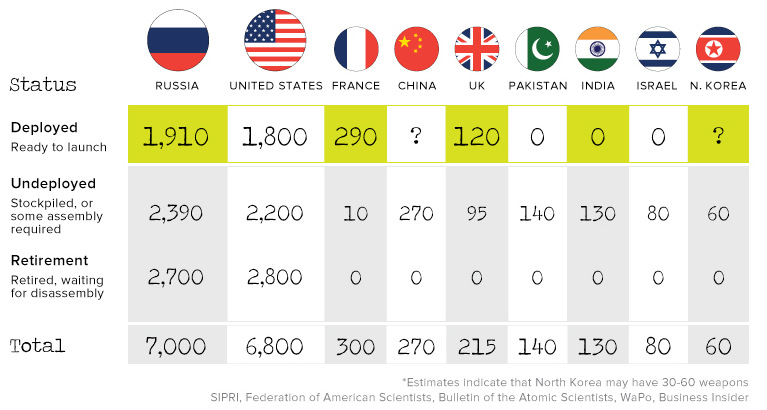 Status RUSSIA UNITED STATES FRANCE CHINA UK PAKISTAN INDIA ISRAEL N. KOREA
Deployed
Ready to launch
1,910 1,800 290 ? 120 0 0 0 ?
Undeployed
Stockpiled, or
some assembly
required
2,390 2,200 10 270 95 140 130 80 60
Retirement
Retired, waiting
for disassembly
2,700 2,800 0 0 0 0 0 0 0
Total 7,000 6,800 300 270 215 140 130 80 60
*Estimates indicate that North Korea may have 30-60 weapons
SIPRI, Federation of American Scientists, Bulletin of the Atomic Scientists, WaPo, Business Insider